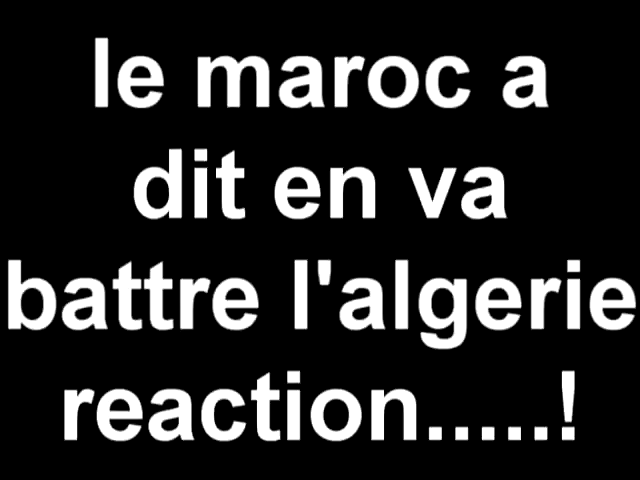 le maroc a
dit en va
battre l'algerie
reaction.....!